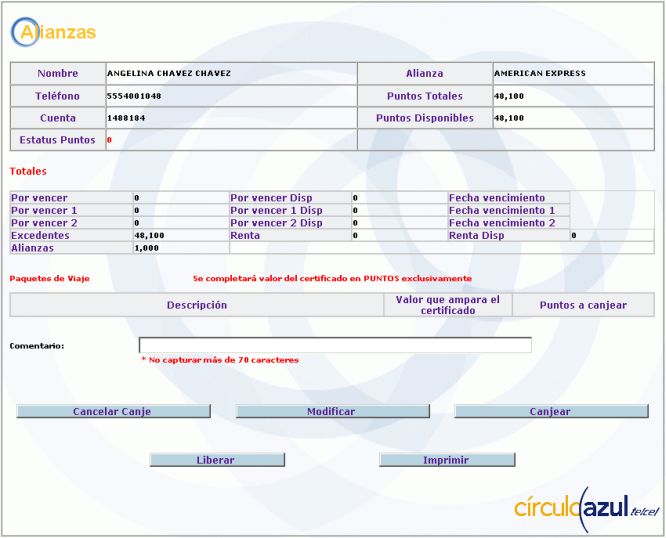 Alianzas
Nombre ANGELINA CHAVEZ CHAVEZ Alianza AMERICAN EXPRESS
Teléfono 5554001048 Puntos Totales 48,100
Cuenta 1488184 Puntos Disponibles 48,100
Estatus Puntos 0
Totales
Por vencer 0 Por vencer Disp 0 Fecha vencimiento
Por vencer 1 0 Por vencer 1 Disp 0 Fecha vencimiento 1
Por vencer 2 0 Por vencer 2 Disp 0 Fecha vencimiento 2
Excedentes 48,100 Renta 0 Renta Disp 0
Alianzas 1,000
Paquetes de Viaje Se completará valor del certificado en PUNTOS exclusivamente
Descripción Valor que ampara el certificado Puntos a canjear
Comentario:
* No capturar más de 70 caracteres
Cancelar Canje Modificar Canjear
Liberar Imprimir
círculo azul telcel